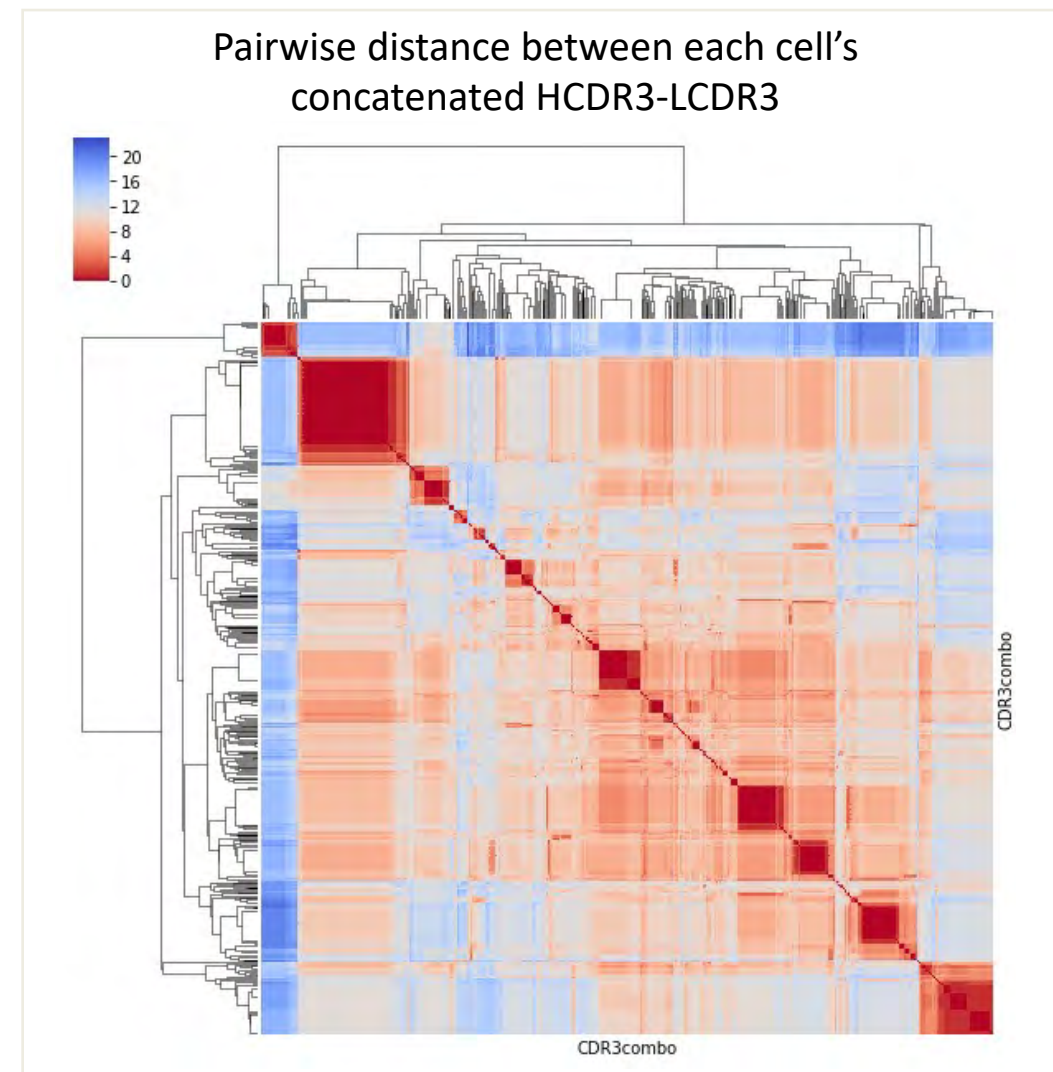 Pairwise distance between each cell’s
concatenated HCDR3-LCDR3
20
16
12
8
4
0
CDR3combo
CDR3combo